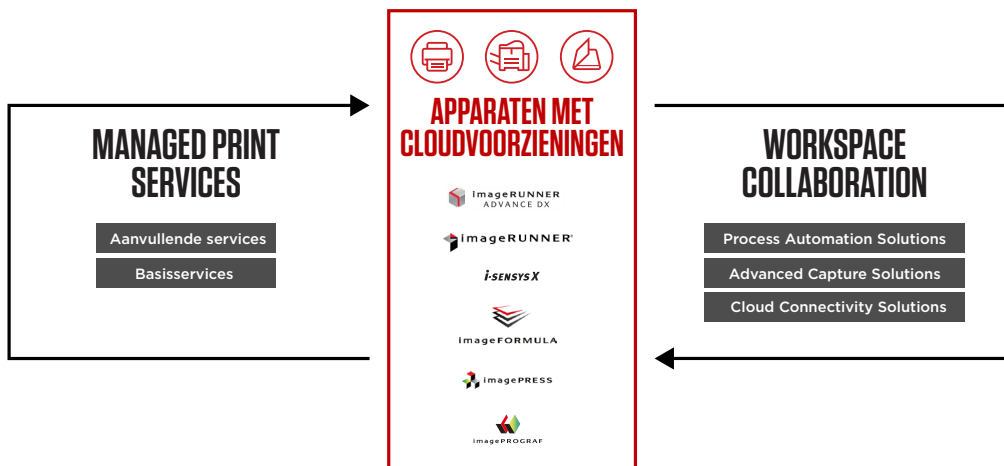 MANAGED PRINT
SERVICES
Aanvullende services
Basisservices
APPARATEN MET
CLOUDVOORZIENINGEN
imageRUNNER
ADVANCE DX
imageRUNNER®
i-SENSYS X
imageFORMULA
imagePRESS
imagePROGRAF
WORKSPACE
COLLABORATION
Process Automation Solutions
Advanced Capture Solutions
Cloud Connectivity Solutions